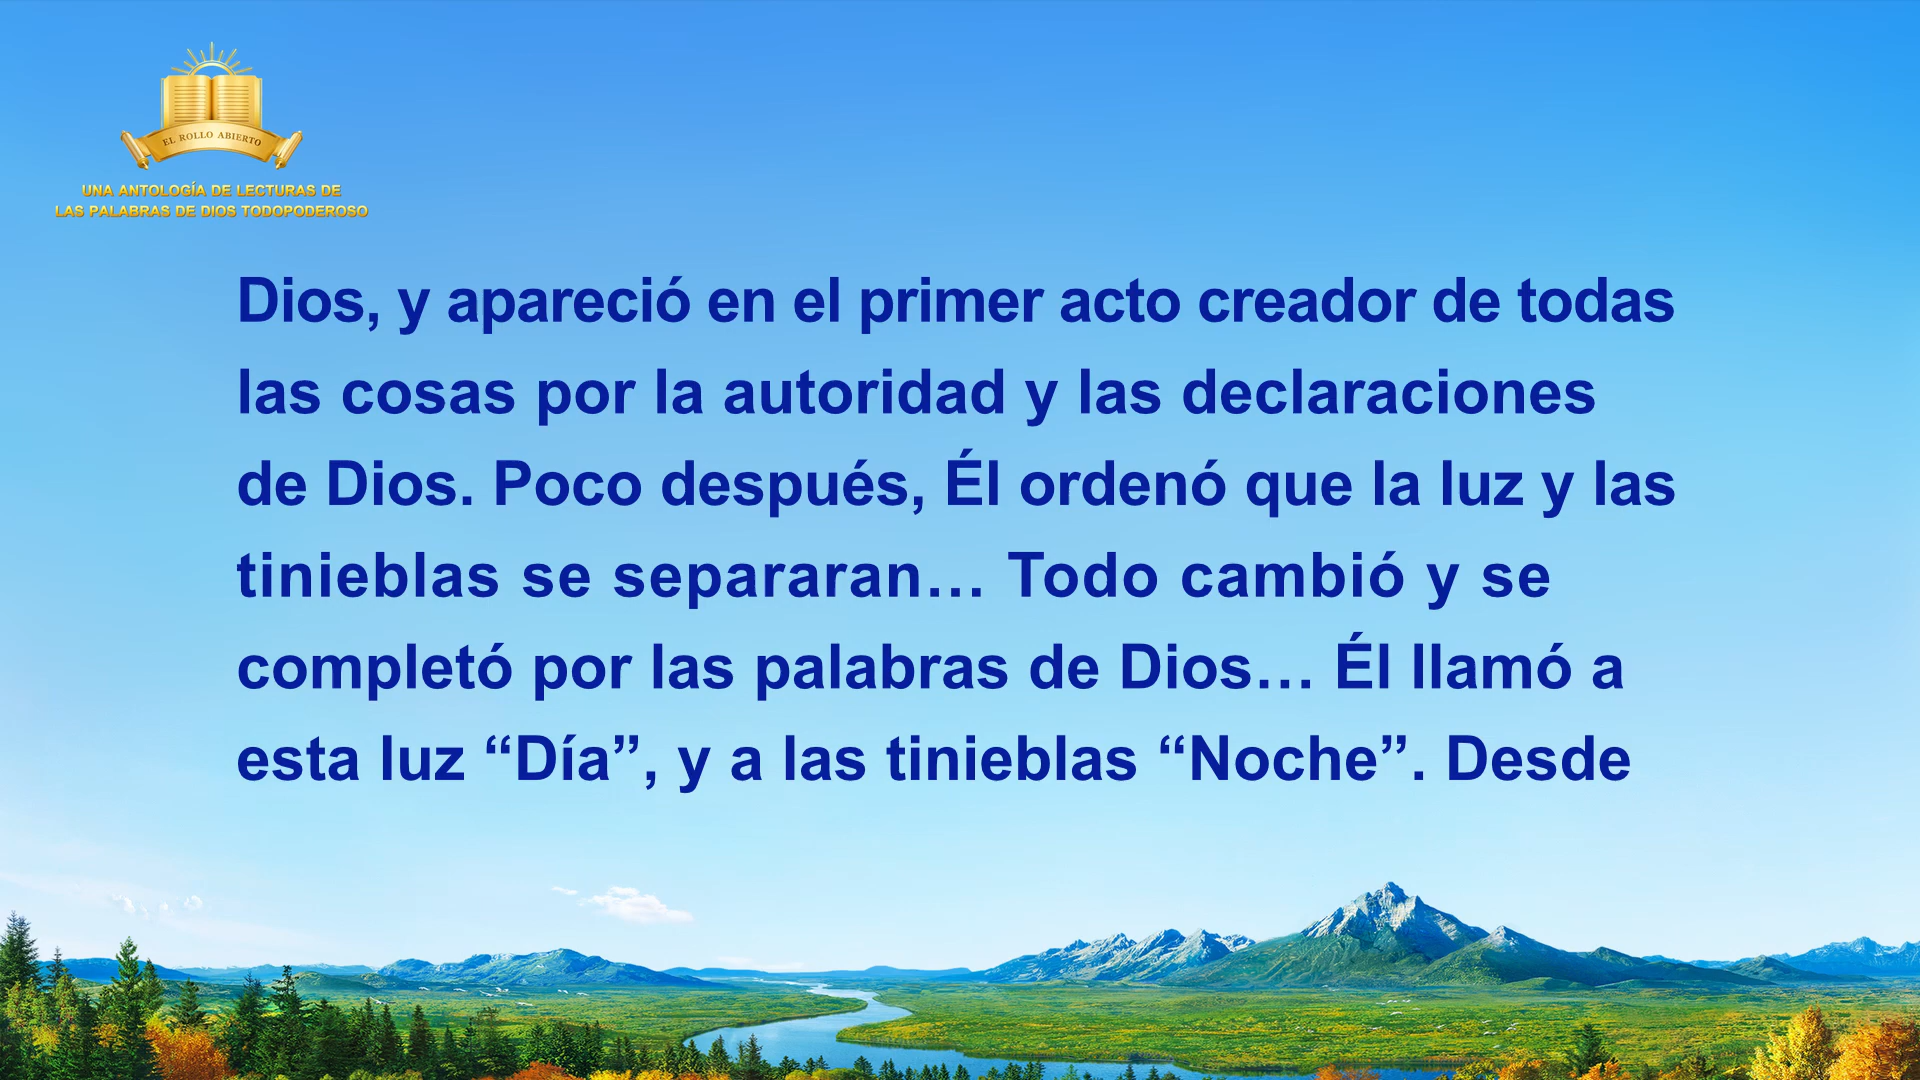 EL ROLLO ABIERTO
UNA ANTOLOGÍA DE LECTURAS DE
LAS PALABRAS DE DIOS TODOPODEROSO
Dios, y apareció en el primer acto creador de todas
las cosas por la autoridad y las declaraciones
de Dios. Poco después, Él ordenó que la luz y las
tinieblas se separaran… Todo cambió y se
completó por las palabras de Dios… Él llamó a
esta luz “Día”, y a las tinieblas “Noche”. Desde